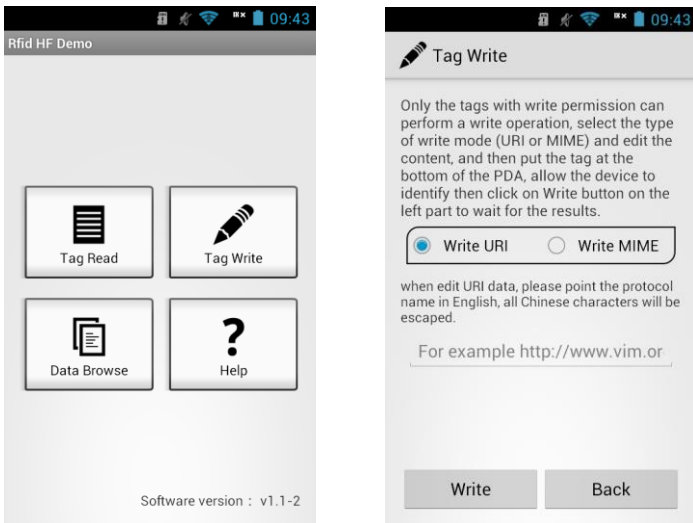 09:43
Rfid HF Demo
Tag Read
Tag Write
Data Browse
Help
Software version : v1.1-2
09:43
Tag Write
Only the tags with write permission can
perform a write operation, select the type
of write mode (URI or MIME) and edit the
content, and then put the tag at the
bottom of the PDA, allow the device to
identify then click on Write button on the
left part to wait for the results.
Write URI
Write MIME
when edit URI data, please point the protocol
name in English, all Chinese characters will be
escaped.
For example http://www.vim.or
Write
Back